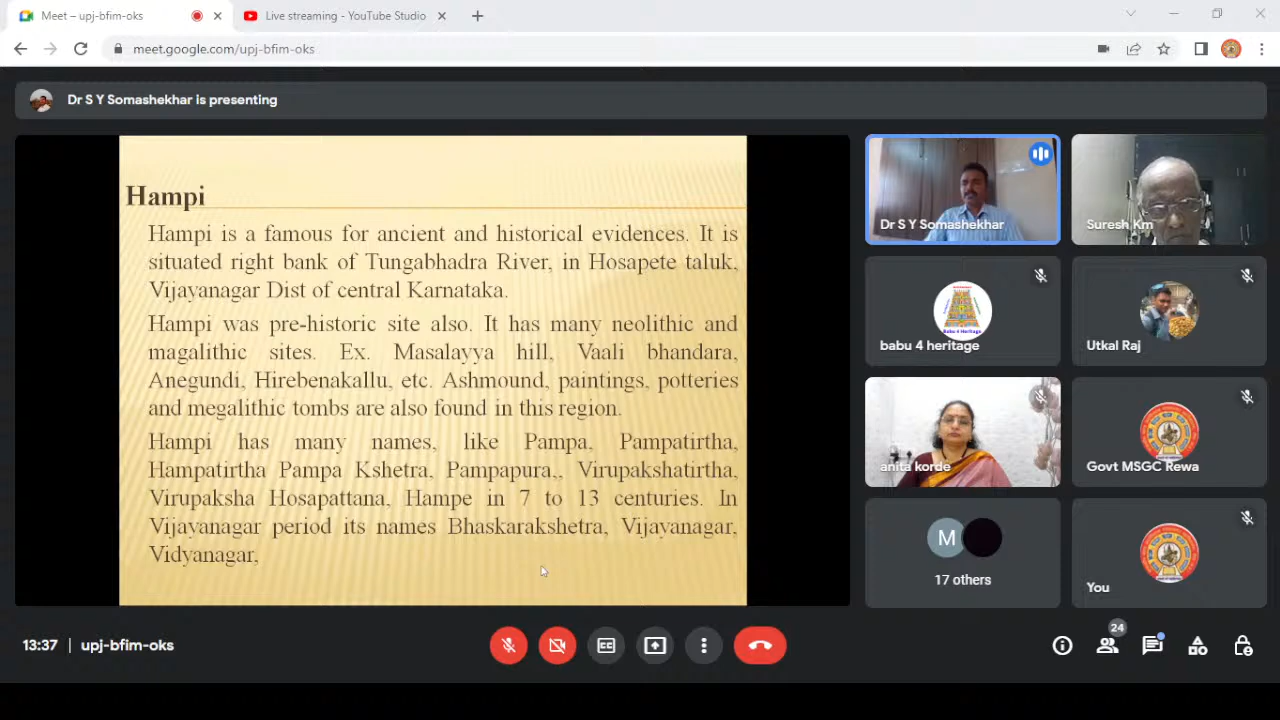 Meet – upj-bfim-oks
Live streaming - YouTube Studio
meet.google.com/upj-bfim-oks
Dr S Y Somashekhar is presenting
Hampi
Hampi is a famous for ancient and historical evidences. It is
situated right bank of Tungabhadra River, in Hosapete taluk,
Vijayanagar Dist of central Karnataka.
Hampi was pre-historic site also. It has many neolithic and
magalithic sites. Ex. Masalayya hill, Vaali bhandara,
Anegundi, Hirebenakallu, etc. Ashmound, paintings, potteries
and megalithic tombs are also found in this region.
Hampi has many names, like Pampa, Pampatirtha,
Hampatirtha Pampa Kshetra, Pampapura,, Virupakshatirtha,
Virupaksha Hosapattana, Hampe in 7 to 13 centuries. In
Vijayanagar period its names Bhaskarakshetra, Vijayanagar,
Vidyanagar,
Dr S Y Somashekhar
Suresh Km
Babu 4 Heritage
babu 4 heritage
Utkal Raj
anita korde
Govt MSGC Rewa
M
17 others
You
13:37 | upj-bfim-oks
CC
24